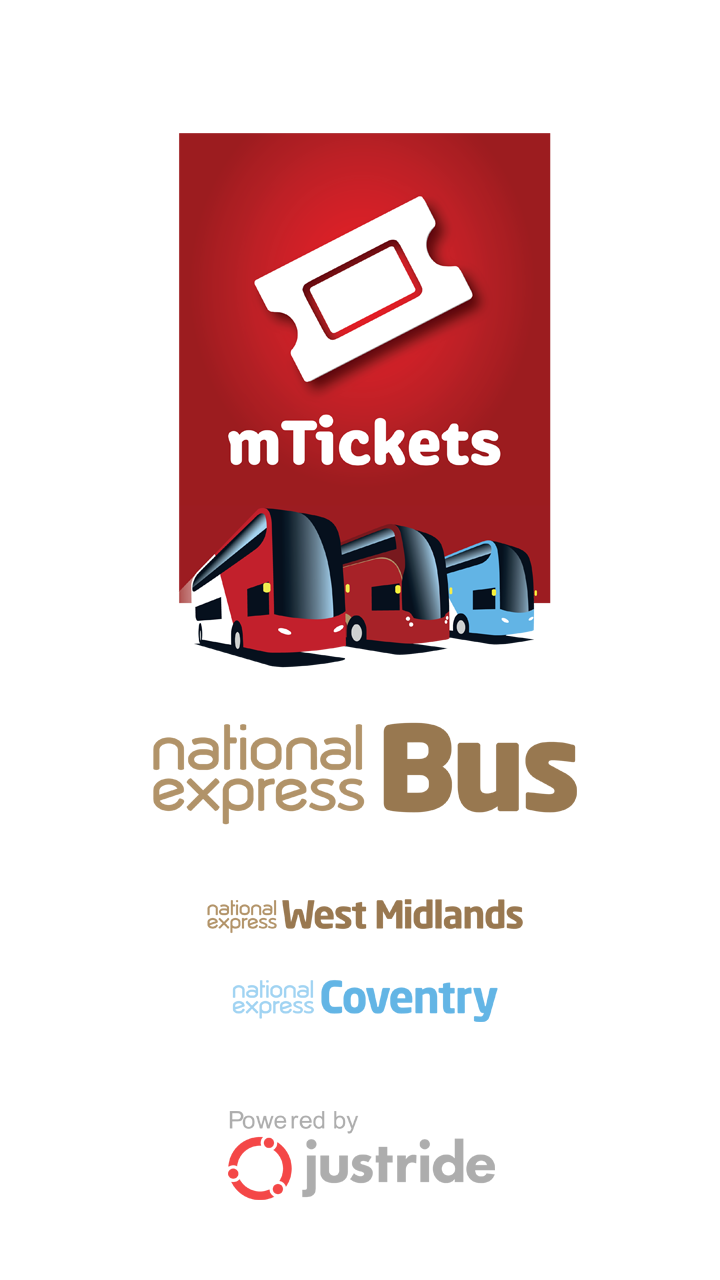 mTickets
national express Bus
national express West Midlands
national express Coventry
Powered by
justride